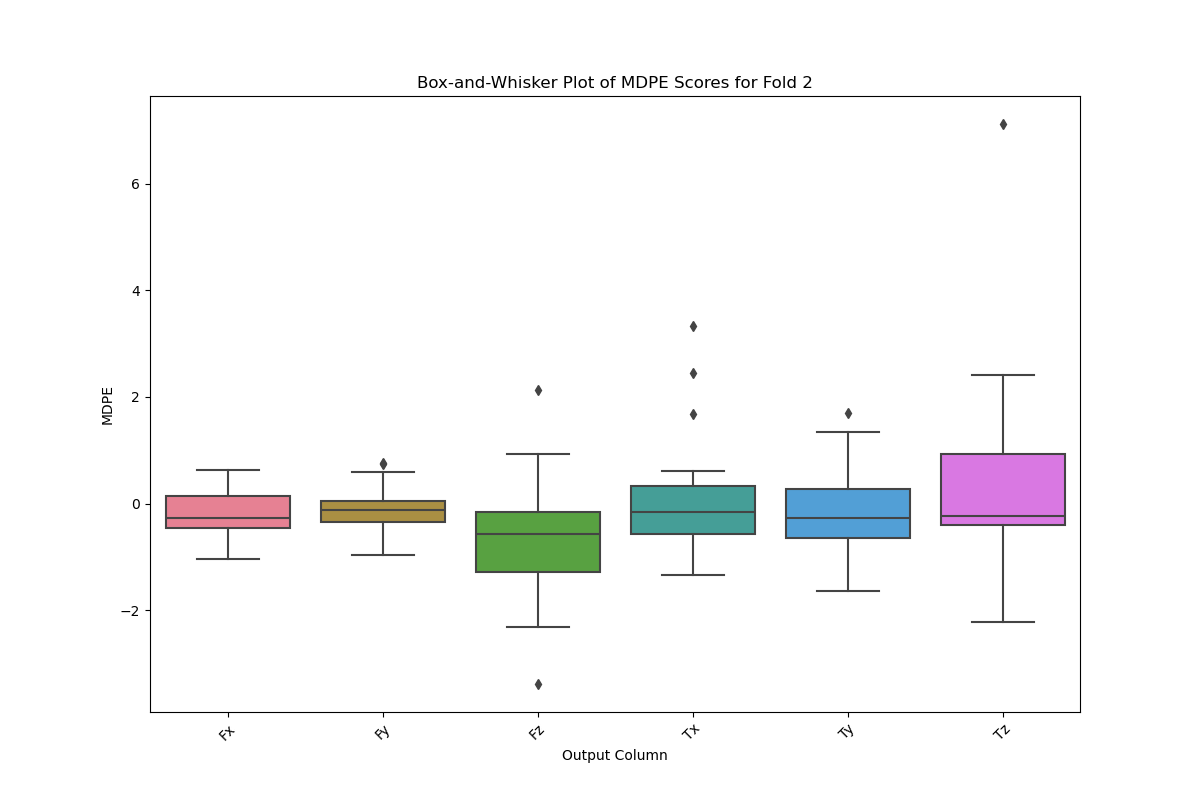 Box-and-Whisker Plot of MDPE Scores for Fold 2
MDPE
6
4
2
0
−2
Fx
Fy
Fz
Tx
Ty
Tz
Output Column